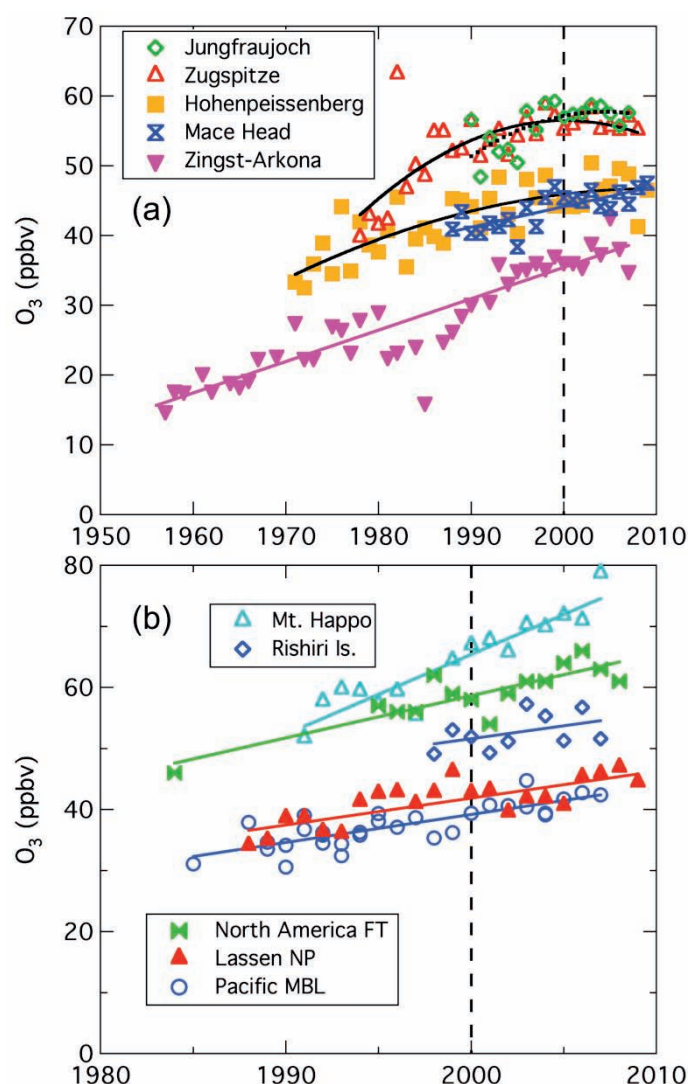 70
60
50
40
30
20
10
0
O3 (ppbv)
Jungfraujoch
Zugspitze
Hohenpeissenberg
Mace Head
Zingst-Arkona
(a)
1950 1960 1970 1980 1990 2000 2010
80
60
40
20
0
O3 (ppbv)
(b)
Mt. Happo
Rishiri Is.
North America FT
Lassen NP
Pacific MBL
1980 1990 2000 2010